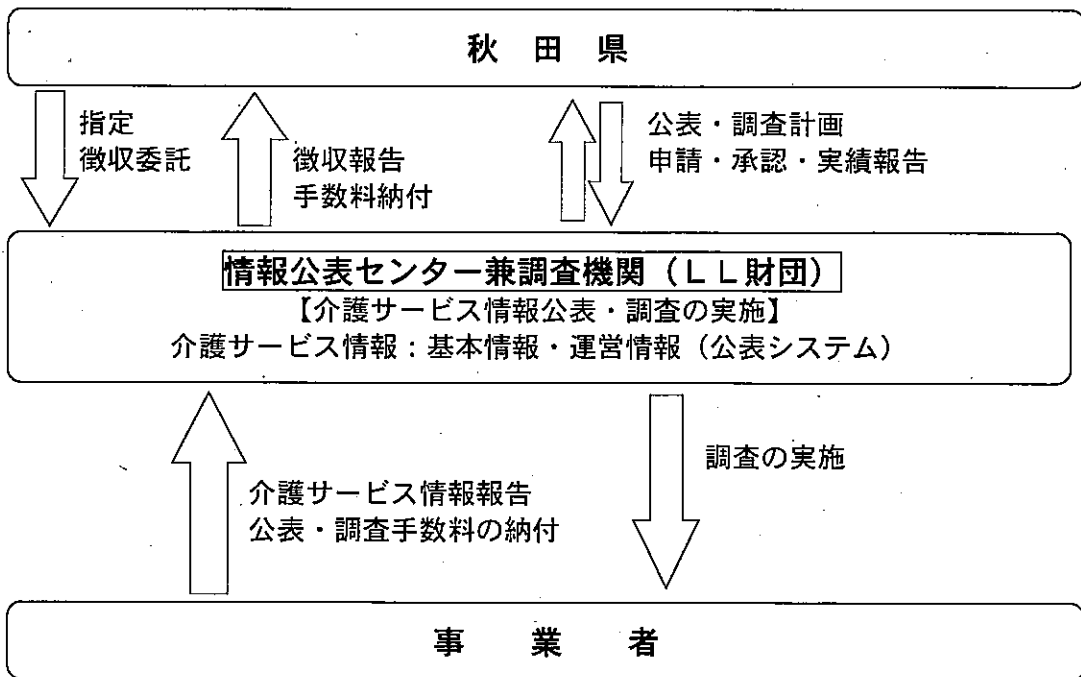 秋田県
指定
徴収委託
徴収報告
手数料納付
公表・調査計画
申請・承認・実績報告
情報公表センター兼調査機関（ＬＬ財団）
【介護サービス情報公表・調査の実施】
介護サービス情報：基本情報・運営情報（公表システム）
介護サービス情報報告
公表・調査手数料の納付
調査の実施
事業者